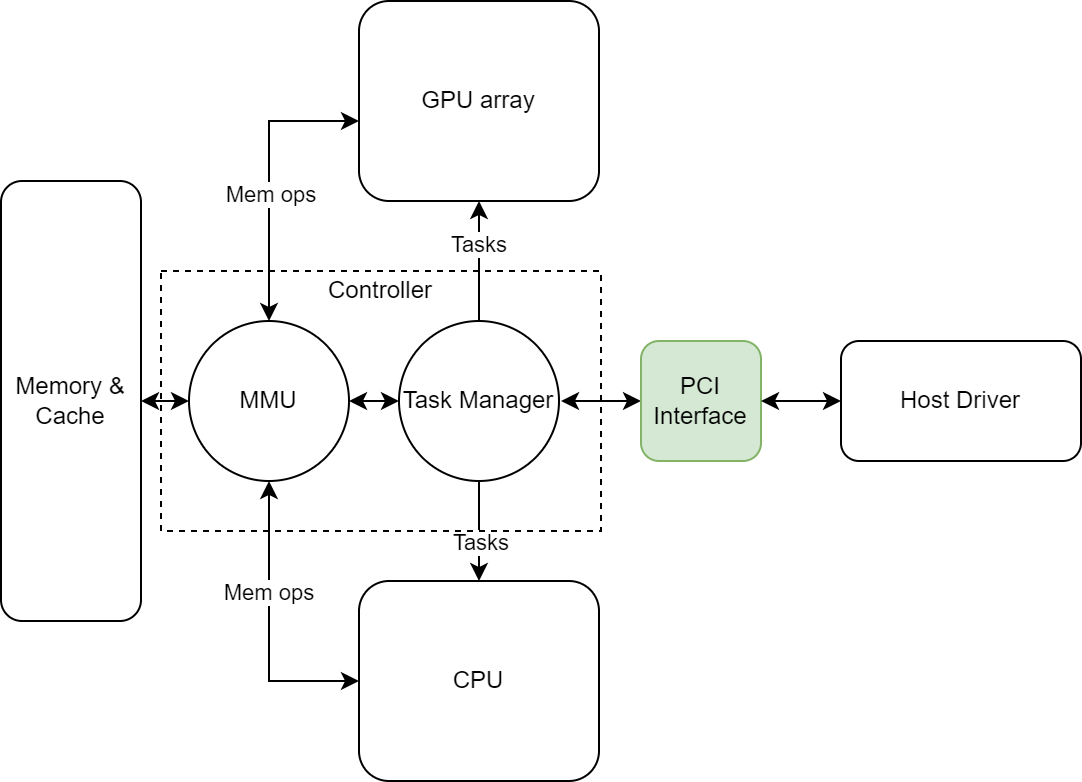 GPU array
Mem ops
Tasks
Controller
Memory &
Cache
MMU
Task Manager
PCI
Interface
Host Driver
Tasks
Mem ops
CPU